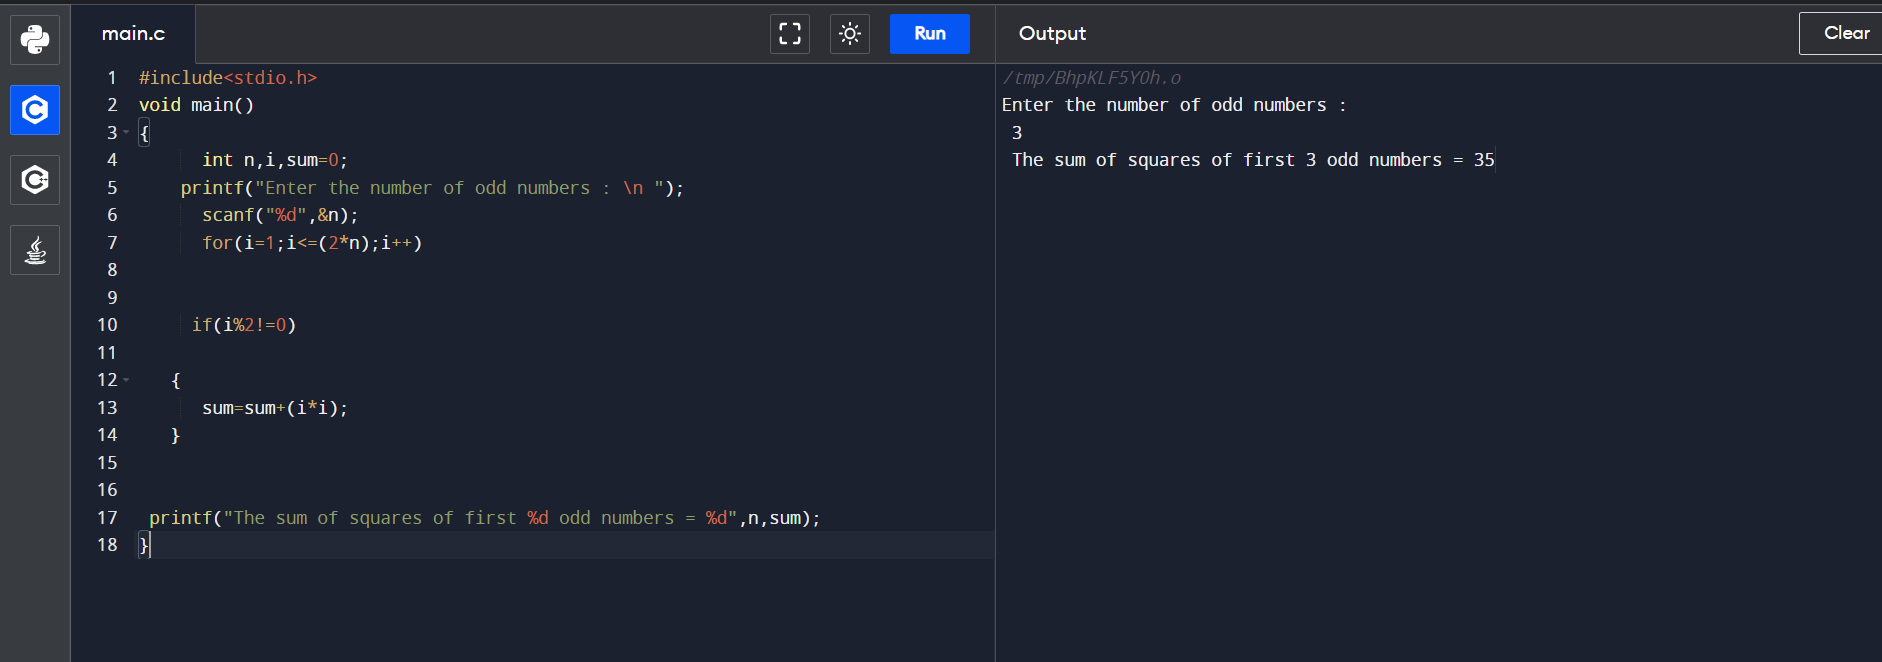 main.c
Run
Output
Clear
1 #include<stdio.h>
2 void main()
3 {
4 int n,i,sum=0;
5 printf("Enter the number of odd numbers : \n ");
6 scanf("%d",&n);
7 for(i=1;i<=(2*n);i++)
8
9
10 if(i%2!=0)
11
12 {
13 sum=sum+(i*i);
14 }
15
16
17 printf("The sum of squares of first %d odd numbers = %d",n,sum);
18 }
/tmp/BhpKLF5Y0h.o
Enter the number of odd numbers :
3
The sum of squares of first 3 odd numbers = 35